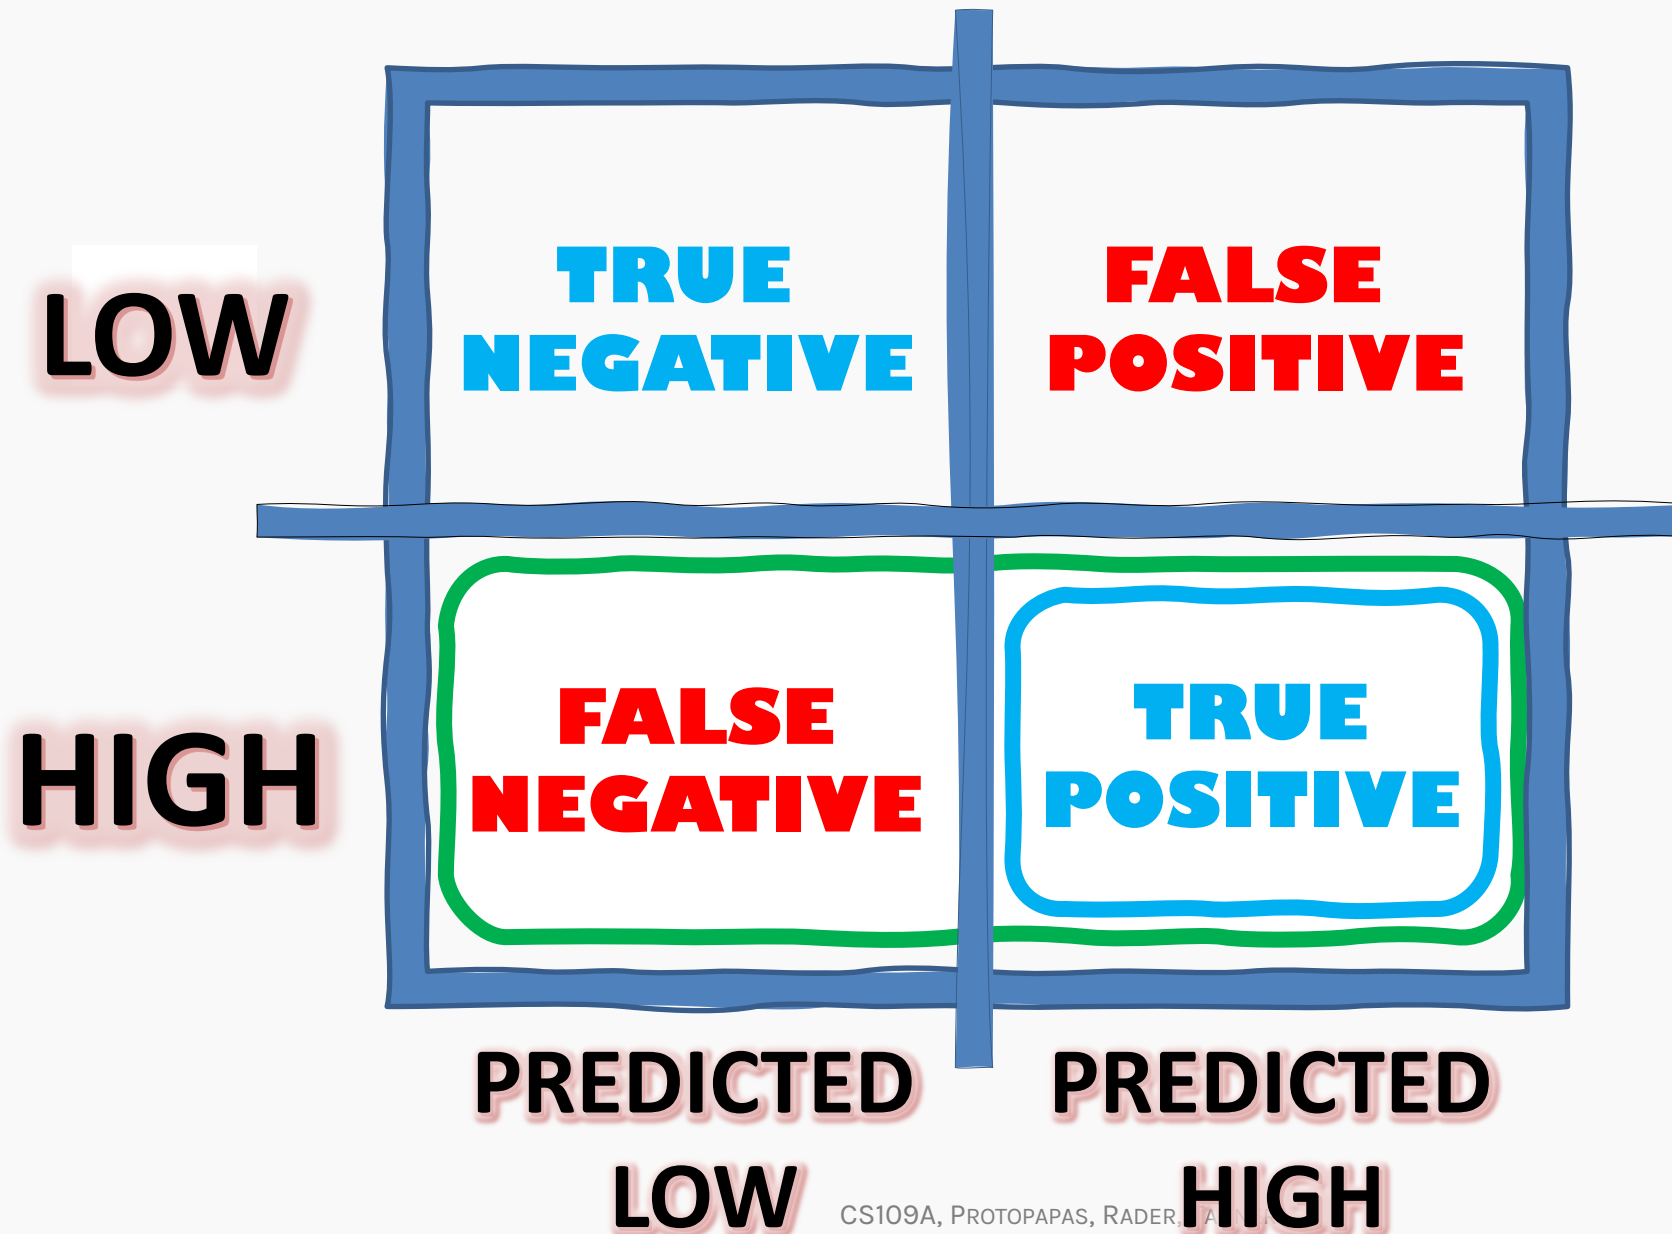 LOW
TRUE
NEGATIVE
FALSE
POSITIVE
HIGH
FALSE
NEGATIVE
TRUE
POSITIVE
PREDICTED
LOW
PREDICTED
HIGH
CS109A, PROTOPAPAS, RADER,